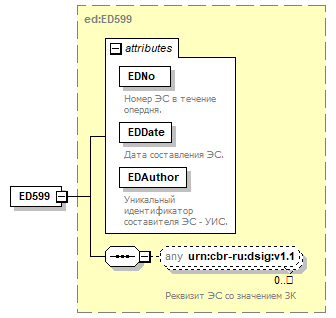 ed:ED599
attributes
EDNo
Номер ЭС в течение
опердня.
EDDate
Дата составления ЭС.
EDAuthor
Уникальный
идентификатор
составителя ЭС - УИС.
ED599
any urn:cbr-ru:dsig:v1.1
0..
Реквизит ЭС со значением ЗК